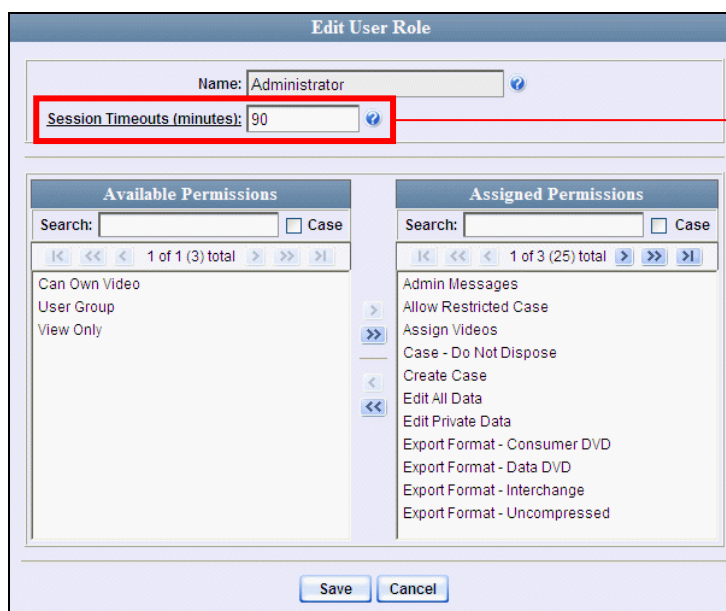 Edit User Role
Name: Administrator
Session Timeouts (minutes): 90
Available Permissions
Search: Case
1 of 1 (3) total
Can Own Video
User Group
View Only
Assigned Permissions
Search: Case
1 of 3 (25) total
Admin Messages
Allow Restricted Case
Assign Videos
Case - Do Not Dispose
Create Case
Edit All Data
Edit Private Data
Export Format - Consumer DVD
Export Format - Data DVD
Export Format - Interchange
Export Format - Uncompressed
Save Cancel